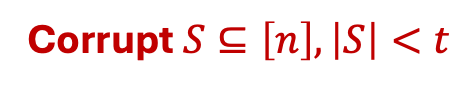 Corrupt 𝑆 ⊆ [𝑛], |𝑆| < 𝑡